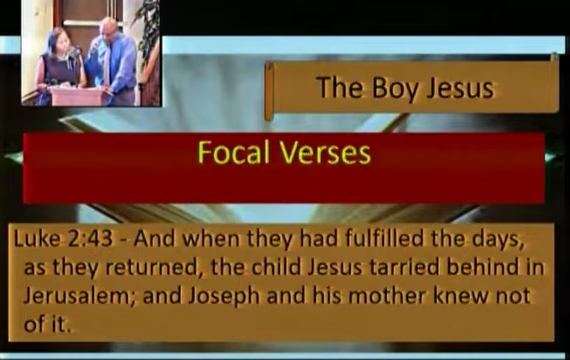 The Boy Jesus
Focal Verses
Luke 2:43 - And when they had fulfilled the days,
as they returned, the child Jesus tarried behind in
Jerusalem; and Joseph and his mother knew not
of it.